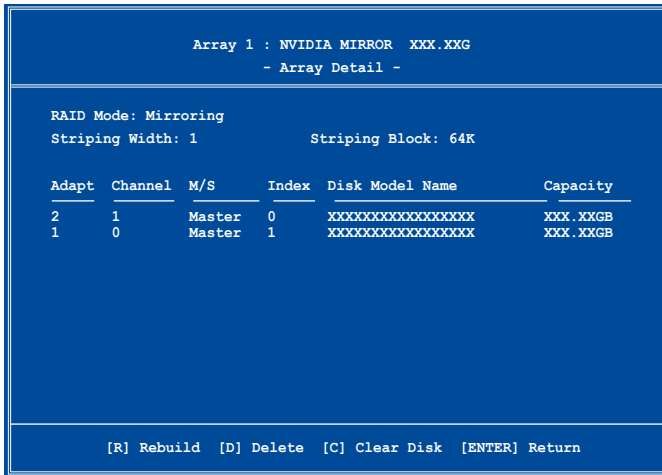 Array 1 : NVIDIA MIRROR XXX.XXG
- Array Detail -
RAID Mode: Mirroring
Striping Width: 1 Striping Block: 64K
Adapt Channel M/S Index Disk Model Name Capacity
2 1 Master 0 XXXXXXXXXXXXXXXXX XXX.XXGB
1 0 Master 1 XXXXXXXXXXXXXXXXX XXX.XXGB
[R] Rebuild [D] Delete [C] Clear Disk [ENTER] Return